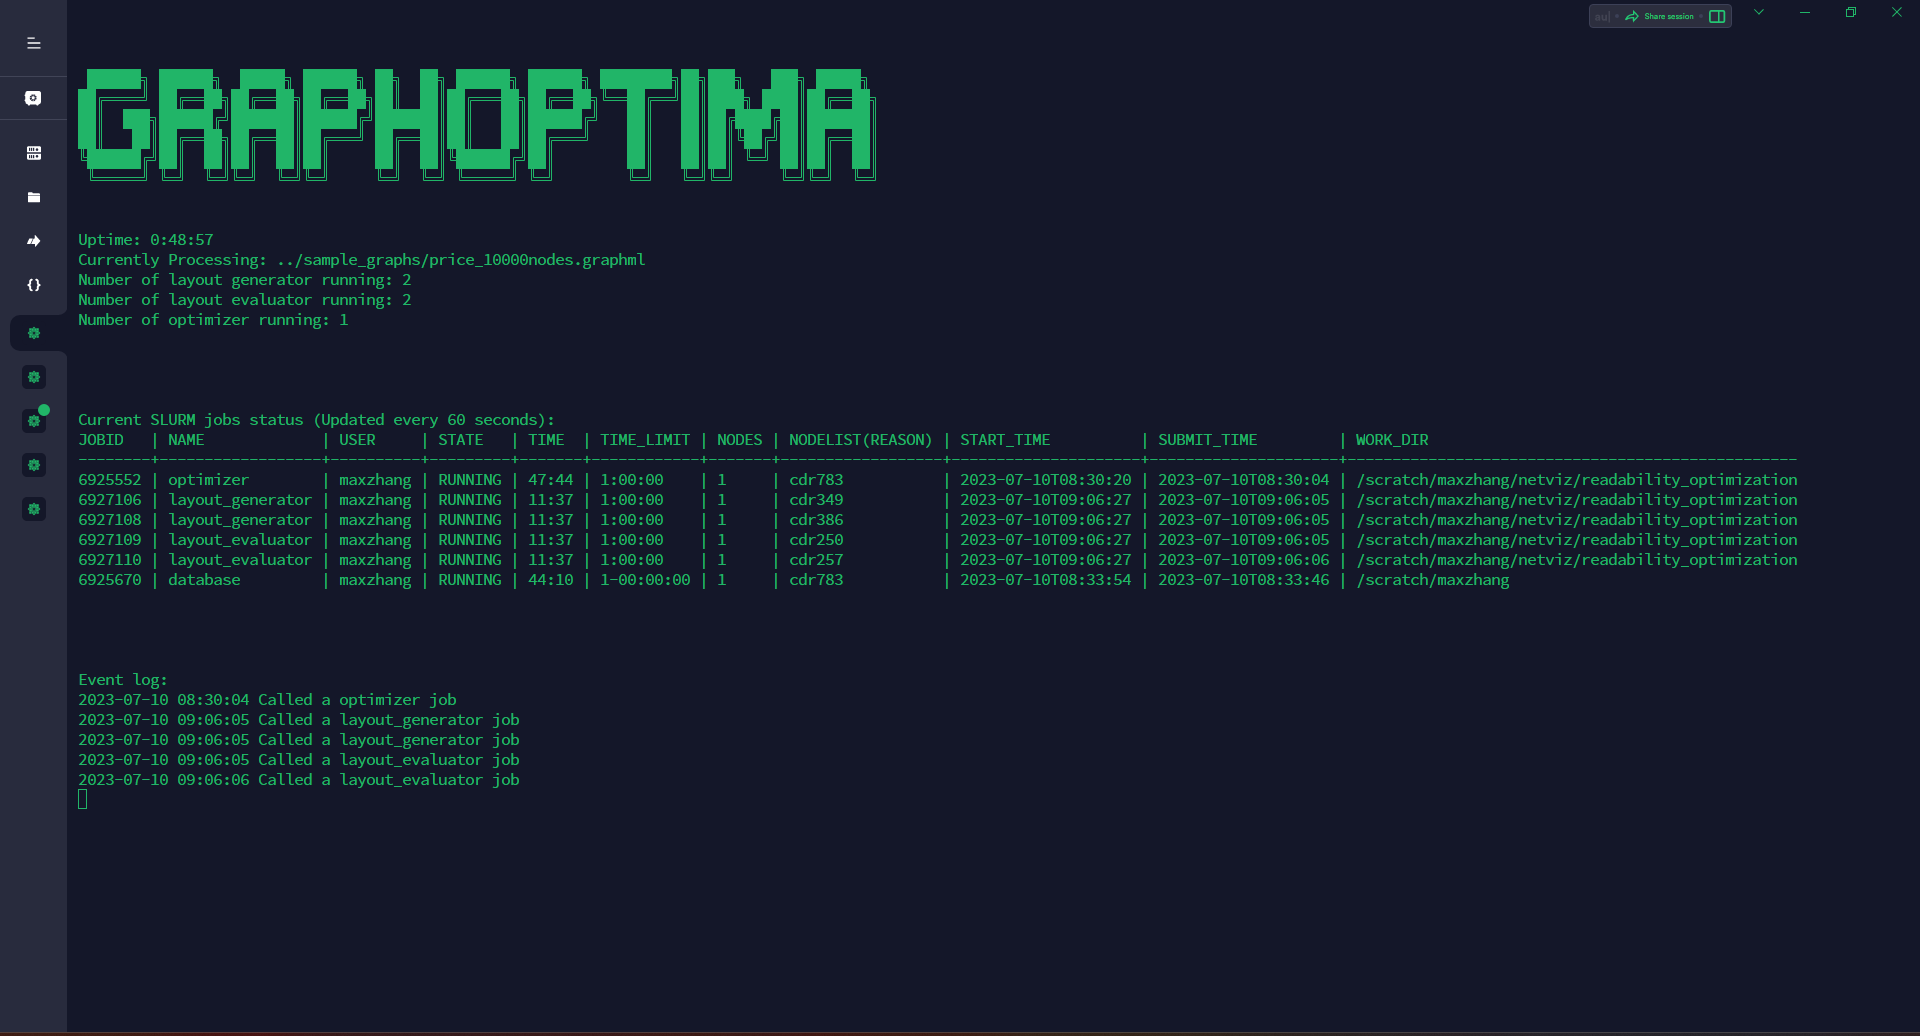 Share session
GRAPHOPTIMA
Uptime: 0:48:57
Currently Processing: ../sample_graphs/price_10000nodes.graphml
Number of layout generator running: 2
Number of layout evaluator running: 2
Number of optimizer running: 1
Current SLURM jobs status (Updated every 60 seconds):
JOBID | NAME | USER | STATE | TIME | TIME_LIMIT | NODES | NODELIST(REASON) | START_TIME | SUBMIT_TIME | WORK_DIR
6925552 | optimizer | maxzhang | RUNNING | 47:44 | 1:00:00 | 1 | cdr783 | 2023-07-10T08:30:20 | 2023-07-10T08:30:04 | /scratch/maxzhang/netviz/readability_optimization
6927106 | layout_generator | maxzhang | RUNNING | 11:37 | 1:00:00 | 1 | cdr349 | 2023-07-10T09:06:27 | 2023-07-10T09:06:05 | /scratch/maxzhang/netviz/readability_optimization
6927108 | layout_generator | maxzhang | RUNNING | 11:37 | 1:00:00 | 1 | cdr386 | 2023-07-10T09:06:27 | 2023-07-10T09:06:05 | /scratch/maxzhang/netviz/readability_optimization
6927109 | layout_evaluator | maxzhang | RUNNING | 11:37 | 1:00:00 | 1 | cdr250 | 2023-07-10T09:06:27 | 2023-07-10T09:06:05 | /scratch/maxzhang/netviz/readability_optimization
6927110 | layout_evaluator | maxzhang | RUNNING | 11:37 | 1:00:00 | 1 | cdr257 | 2023-07-10T09:06:27 | 2023-07-10T09:06:06 | /scratch/maxzhang/netviz/readability_optimization
6925670 | database | maxzhang | RUNNING | 44:10 | 1-00:00:00 | 1 | cdr783 | 2023-07-10T08:33:54 | 2023-07-10T08:33:46 | /scratch/maxzhang
Event log:
2023-07-10 08:30:04 Called a optimizer job
2023-07-10 09:06:05 Called a layout_generator job
2023-07-10 09:06:05 Called a layout_generator job
2023-07-10 09:06:05 Called a layout_evaluator job
2023-07-10 09:06:06 Called a layout_evaluator job